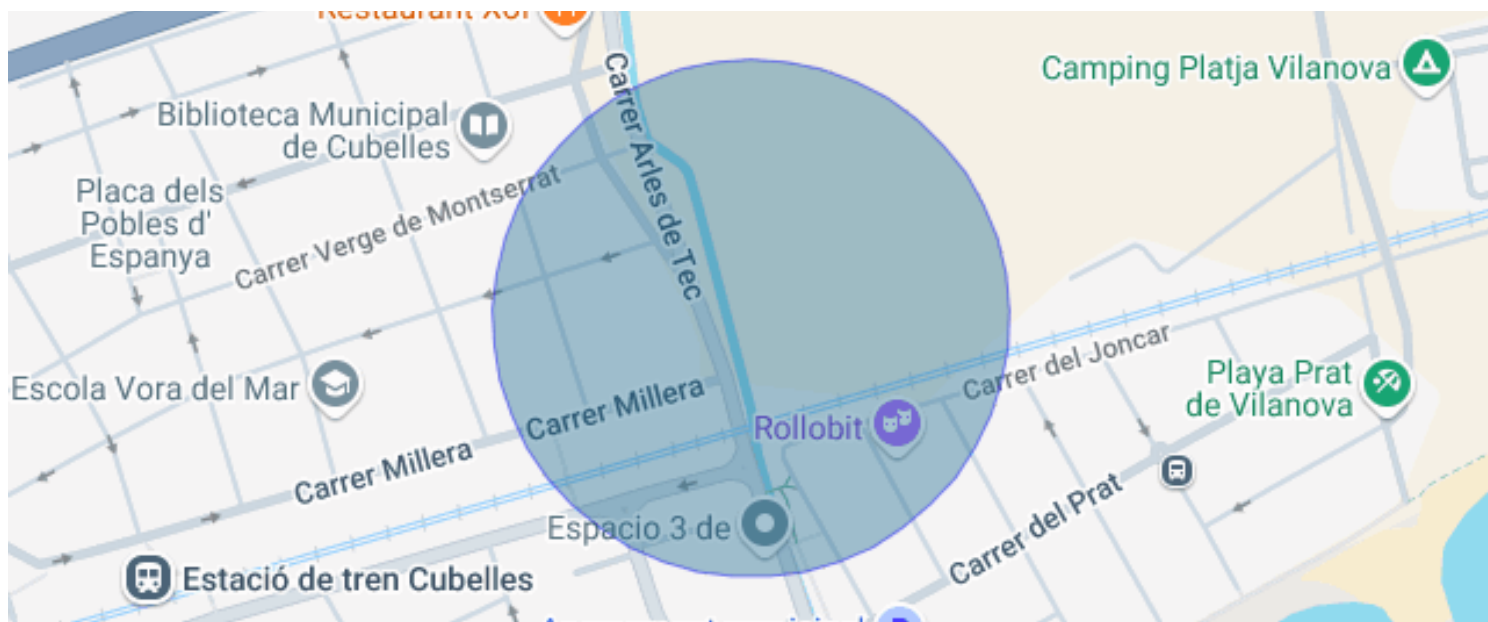 Restaurant Xoi
Camping Platja Vilanova
Carrer Arles de Tec
Biblioteca Municipal
de Cubelles
Placa dels
Pobles d'
Espanya
Carrer Verge de Montserrat
Carrer del Joncar
Playa Prat
de Vilanova
Escola Vora del Mar
Carrer Millera
Rollobit
Carrer Millera
Carrer del Prat
Espacio 3 de
Estació de tren Cubelles